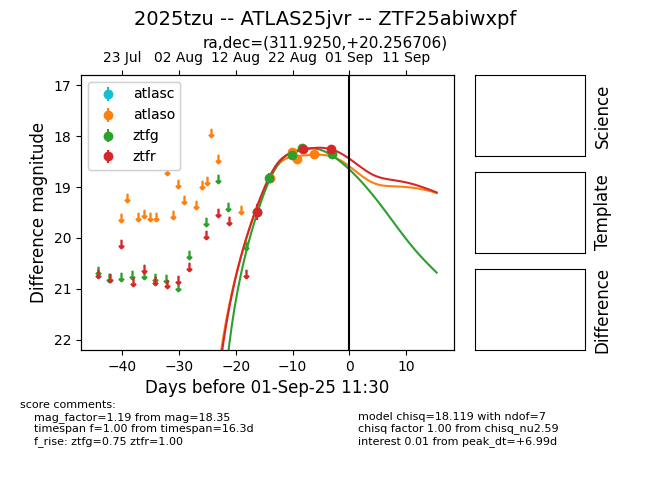 2025tzu -- ATLAS25jvr -- ZTF25abiwxpf
ra,dec=(311.9250,+20.256706)
23 Jul 02 Aug 12 Aug 22 Aug 01 Sep 11 Sep
atlasc
atlaso
ztfg
ztfr
17
18
19
20
21
22
Difference magnitude
−40 −30 −20 −10 0 10
Days before 01-Sep-25 11:30
Science
Template
Difference
score comments:
mag_factor=1.19 from mag=18.35
timespan f=1.00 from timespan=16.3d
f_rise: ztfg=0.75 ztfr=1.00
model chisq=18.119 with ndof=7
chisq factor 1.00 from chisq_nu2.59
interest 0.01 from peak_dt=+6.99d